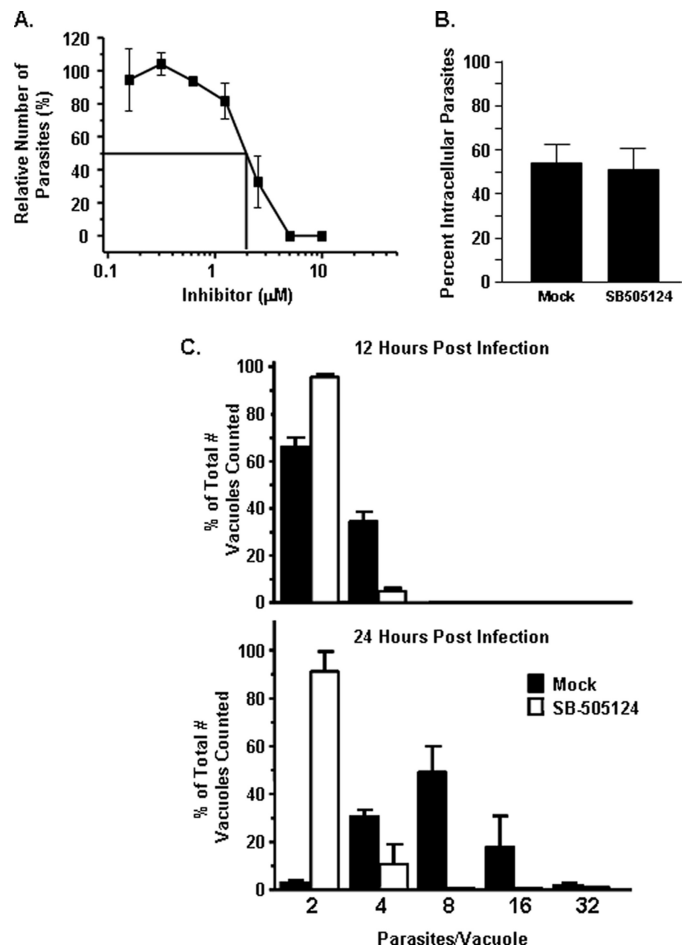 A.
Relative Number of
Parasites (%)
120
100
80
60
40
20
0
0.1
1
10
Inhibitor (μM)
B.
Percent Intracellular Parasites
100
80
60
40
20
0
Mock
SB505124
C.
12 Hours Post Infection
% of Total #
Vacuoles Counted
100
80
60
40
20
0
24 Hours Post Infection
Mock
SB-505124
% of Total #
Vacuoles Counted
100
80
60
40
20
0
2
4
8
16
32
Parasites/Vacuole